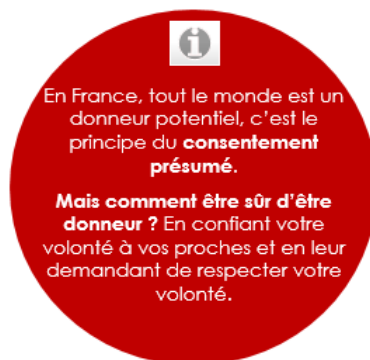 En France, tout le monde est un
donneur potentiel, c'est le
principe du consentement
présumé.
Mais comment être sûr d'être
donneur ? En confiant votre
volonté à vos proches et en leur
demandant de respecter votre
volonté.